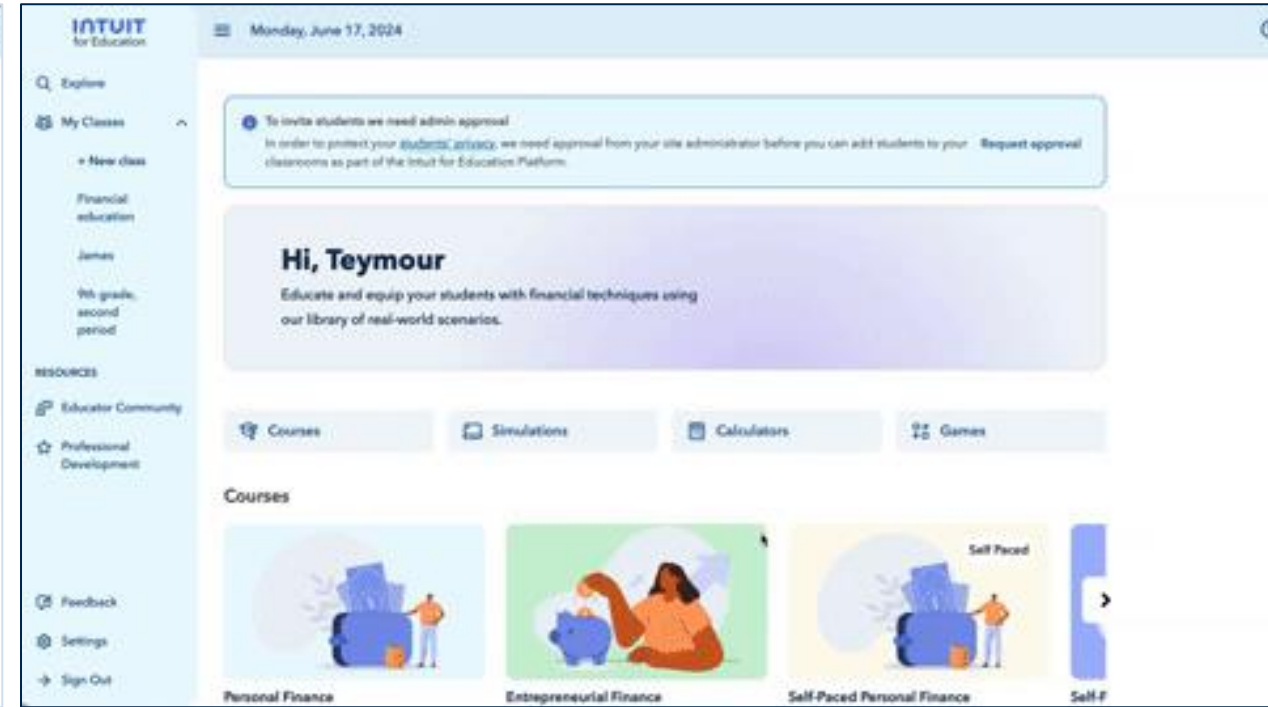 INTUIT
for Education
Monday, June 17, 2024
Explore
My Classes
+ New class
Financial
education
James
9th grade,
second
period
RESOURCES
Educator Community
Professional
Development
Feedback
Settings
Sign Out
To invite students we need admin approval
In order to protect your students' privacy, we need approval from your site administrator before you can add students to your
classrooms as part of the Intuit for Education Platform.
Request approval
Hi, Teymour
Educate and equip your students with financial techniques using
our library of real-world scenarios.
Courses
Simulations
Calculators
Games
Courses
Self Paced
Personal Finance
Entrepreneurial Finance
Self-Paced Personal Finance
Self-P